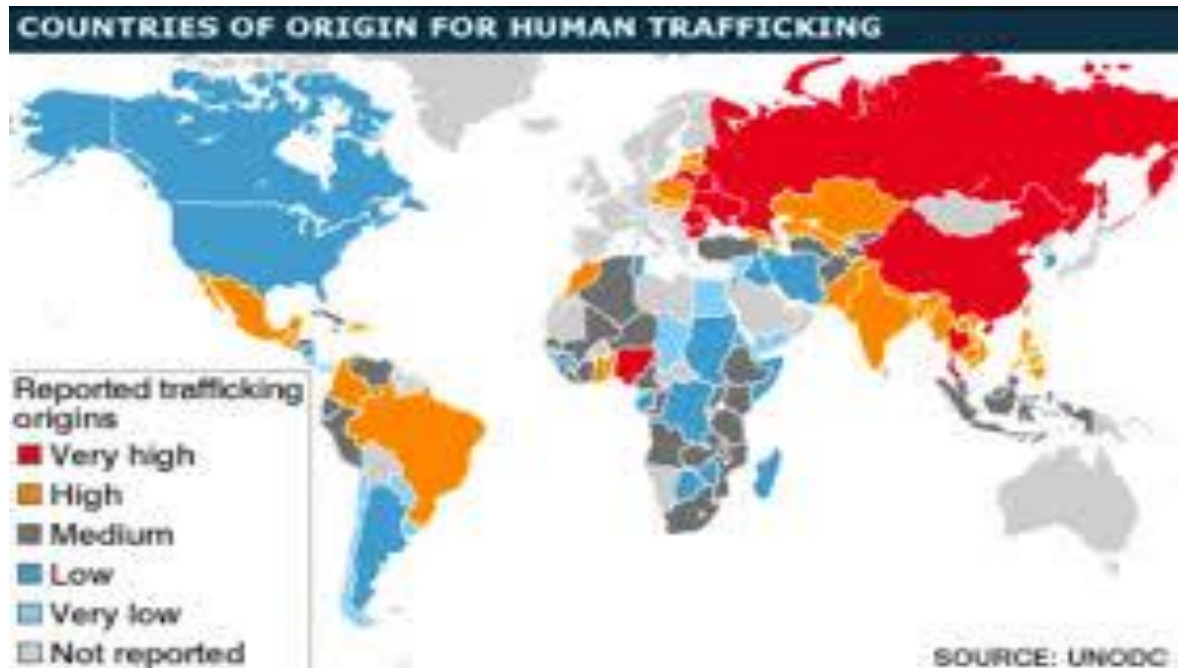 COUNTRIES OF ORIGIN FOR HUMAN TRAFFICKING
Reported trafficking
origins
Very high
High
Medium
Low
Very low
Not reported
SOURCE: UNODC